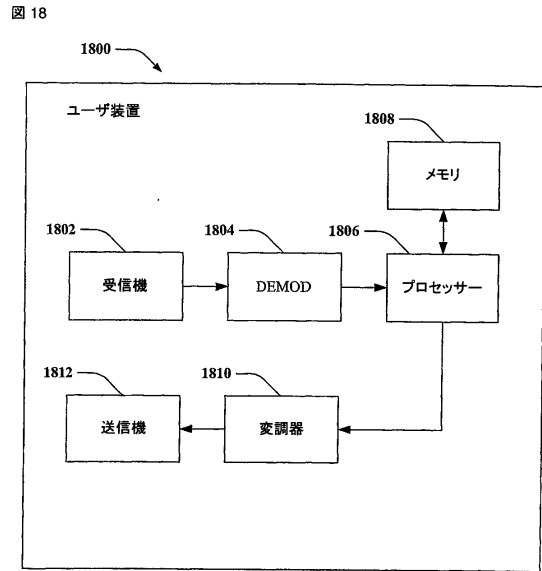 図 18
1800
ユーザ装置
1808
メモリ
1802
1804
1806
受信機
DEMOD
プロセッサー
1812
1810
送信機
変調器